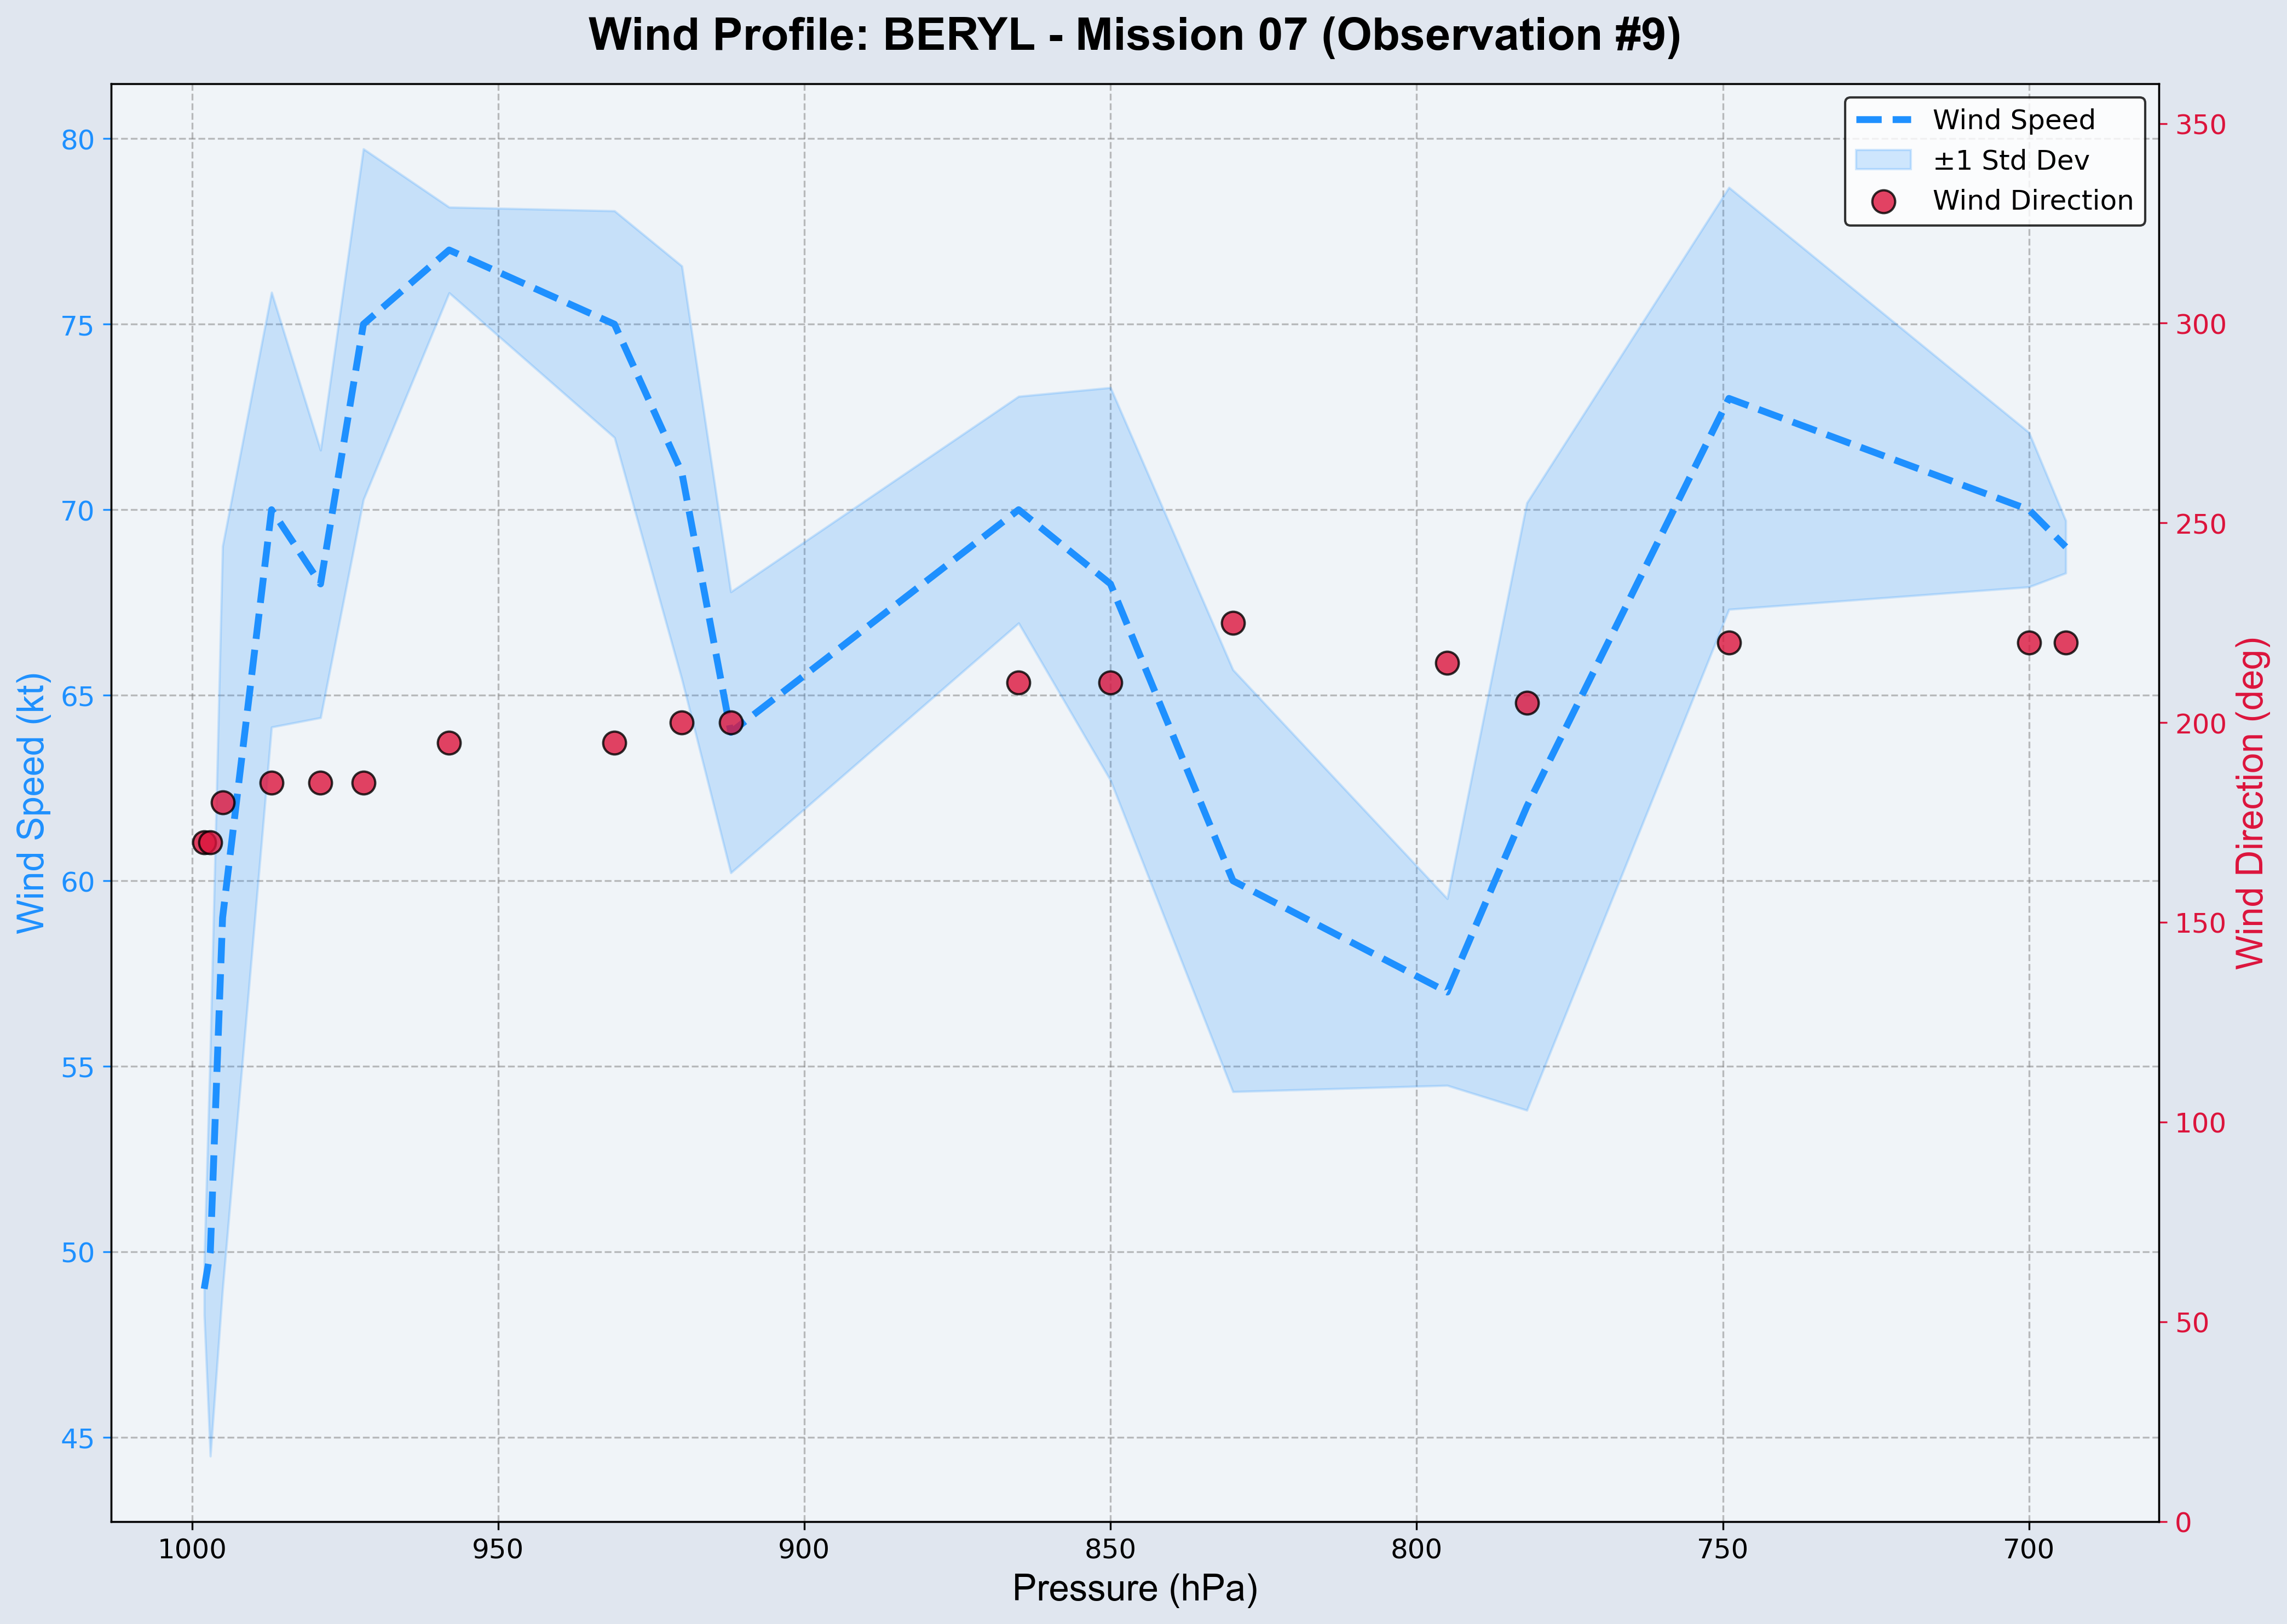 Wind Profile: BERYL - Mission 07 (Observation #9)
Wind Speed
±1 Std Dev
Wind Direction
80
75
70
65
60
55
50
45
Wind Speed (kt)
350
300
250
200
150
100
50
0
Wind Direction (deg)
1000 950 900 850 800 750 700
Pressure (hPa)